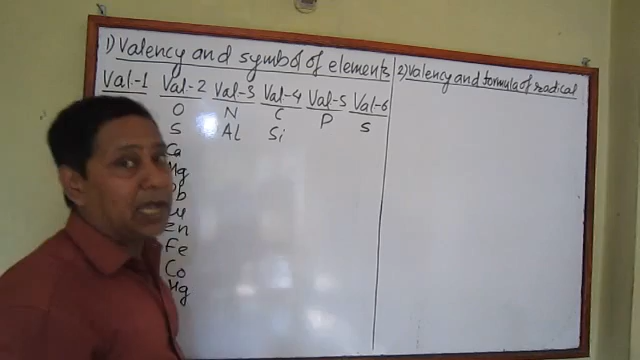 1) Valency and symbol of elements
2) Valency and formula of radical
Val-1 Val-2 Val-3 Val-4 Val-5 Val-6
O N C P S
S AL Si
Ca
Mg
Zn
Fe
Co
Hg